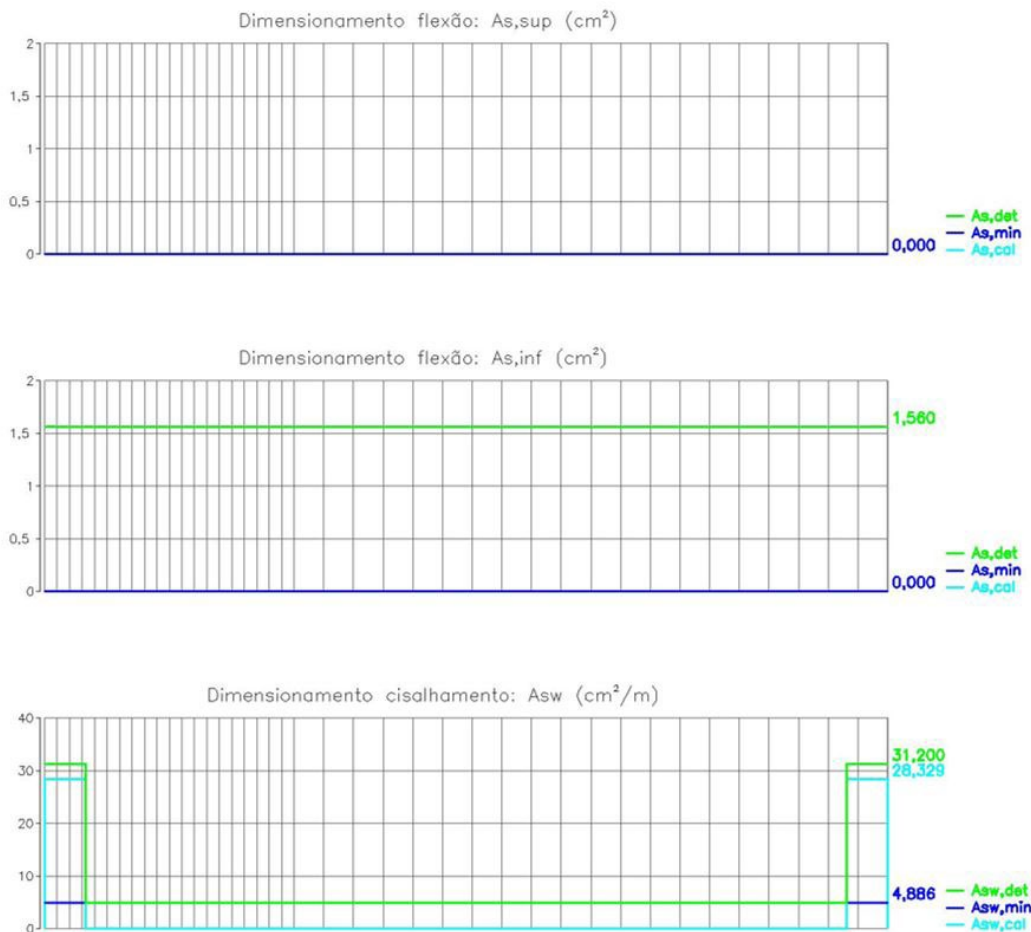 Dimensionamento flexão: As,sup (cm²)
2
1,5
1
0,5
0
0,000
As,det
As,min
As,cal
Dimensionamento flexão: As,inf (cm²)
2
1,5
1
0,5
0
1,560
0,000
As,det
As,min
As,cal
Dimensionamento cisalhamento: Asw (cm²/m)
40
30
20
10
0
31,200
28,329
4,886
Asw,det
Asw,min
Asw,cal